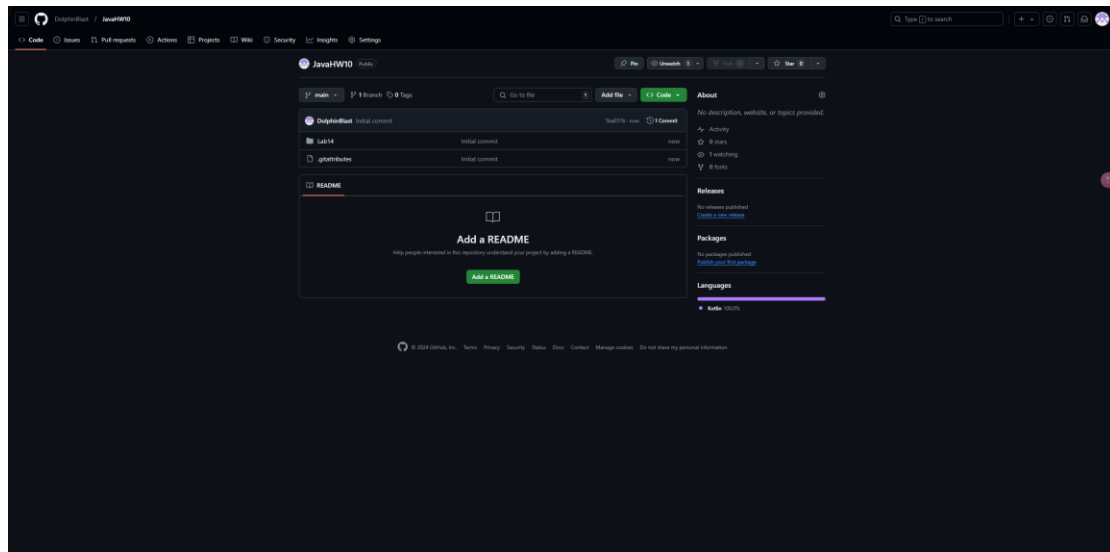 DolphinBlast / JavaHW10
Type / to search
Code Issues Pull requests Actions Projects Wiki Security Insights Settings
JavaHW10 Public
Pin Unwatch 1 Fork Star 0
main 1 Branch 0 Tags Go to file Add file Code
DolphinBlast Initial commit now 1 Commit
Lab14 Initial commit now
.gitattributes Initial commit now
README
Add a README
Help people interested in this repository understand your project by adding a README.
Add a README
About
No description, website, or topics provided.
Activity
0 stars
1 watching
0 forks
Releases
No releases published
Create a new release
Packages
No packages published
Publish your first package
Languages
Kotlin 100.0%
© 2024 GitHub, Inc. Terms Privacy Security Status Docs Contact Manage cookies Do not share my personal information